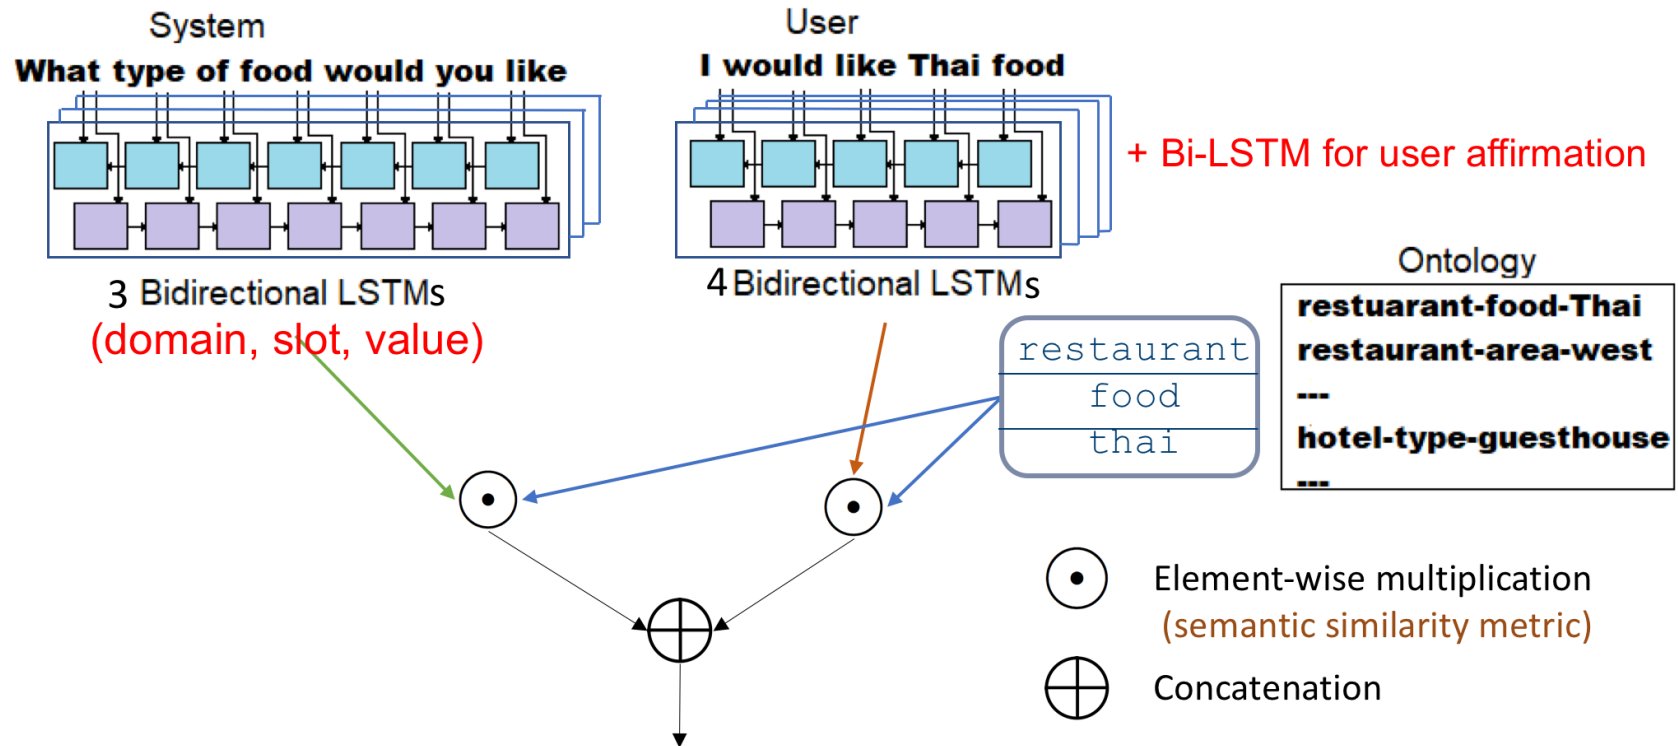 System
What type of food would you like
User
I would like Thai food
+ Bi-LSTM for user affirmation
3 Bidirectional LSTMs
(domain, slot, value)
4 Bidirectional LSTMs
restaurant
food
thai
Ontology
restuarant-food-Thai
restaurant-area-west
---
hotel-type-guesthouse
---
Element-wise multiplication
(semantic similarity metric)
Concatenation